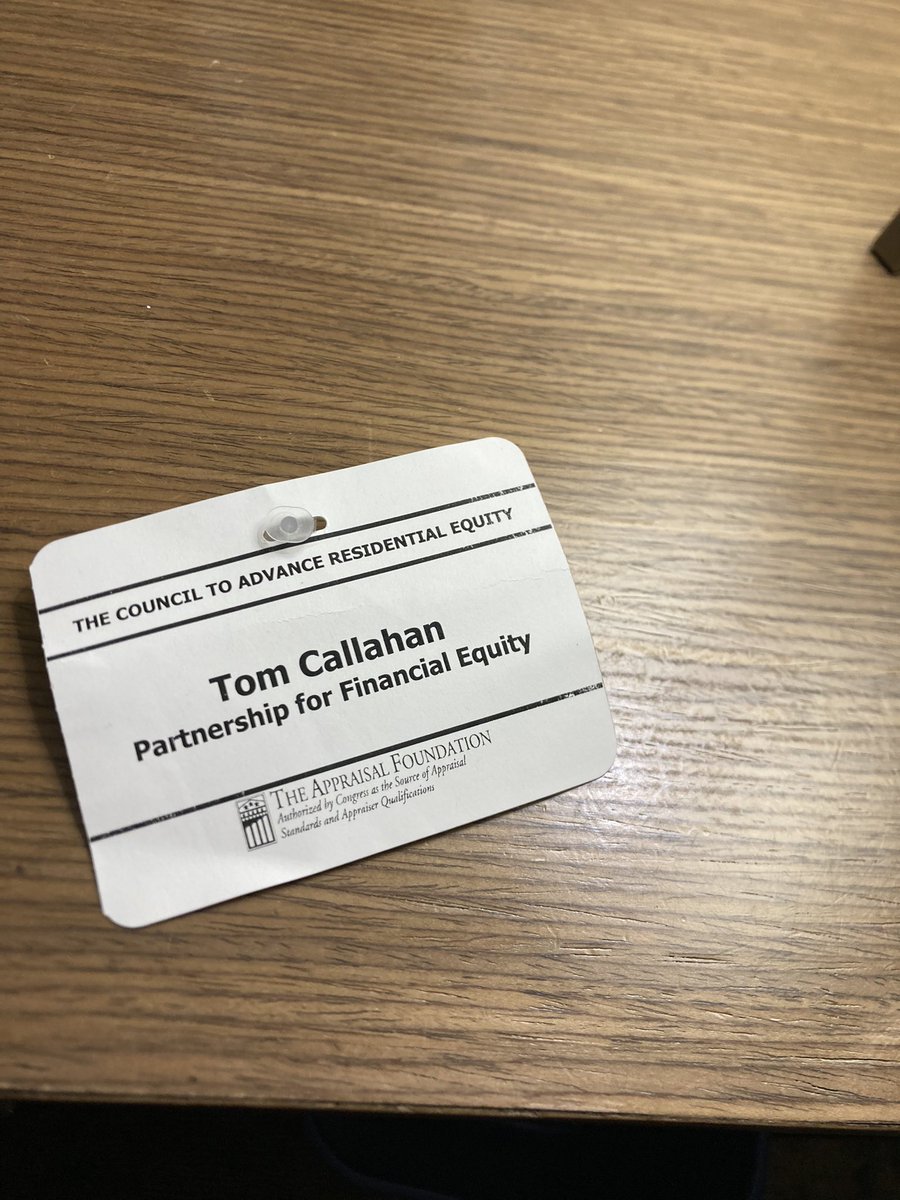 THE COUNCIL TO ADVANCE RESIDENTIAL EQUITY
Tom Callahan
Partnership for Financial Equity
THE APPRAISAL FOUNDATION
Authorized by Congress as the Source of Appraisal
Standards and Appraiser Qualifications